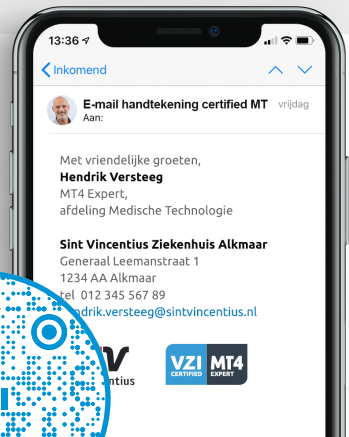 13:36
Inkomend
E-mail handtekening certified MT vrijdag
Aan:
Met vriendelijke groeten,
Hendrik Versteeg
MT4 Expert,
afdeling Medische Technologie
Sint Vincentius Ziekenhuis Alkmaar
Generaal Leemanstraat 1
1234 AA Alkmaar
tel 012 345 567 89
ndrik.versteeg@sintvincentius.nl
ntius
VZI MT4
CERTIFIED EXPERT